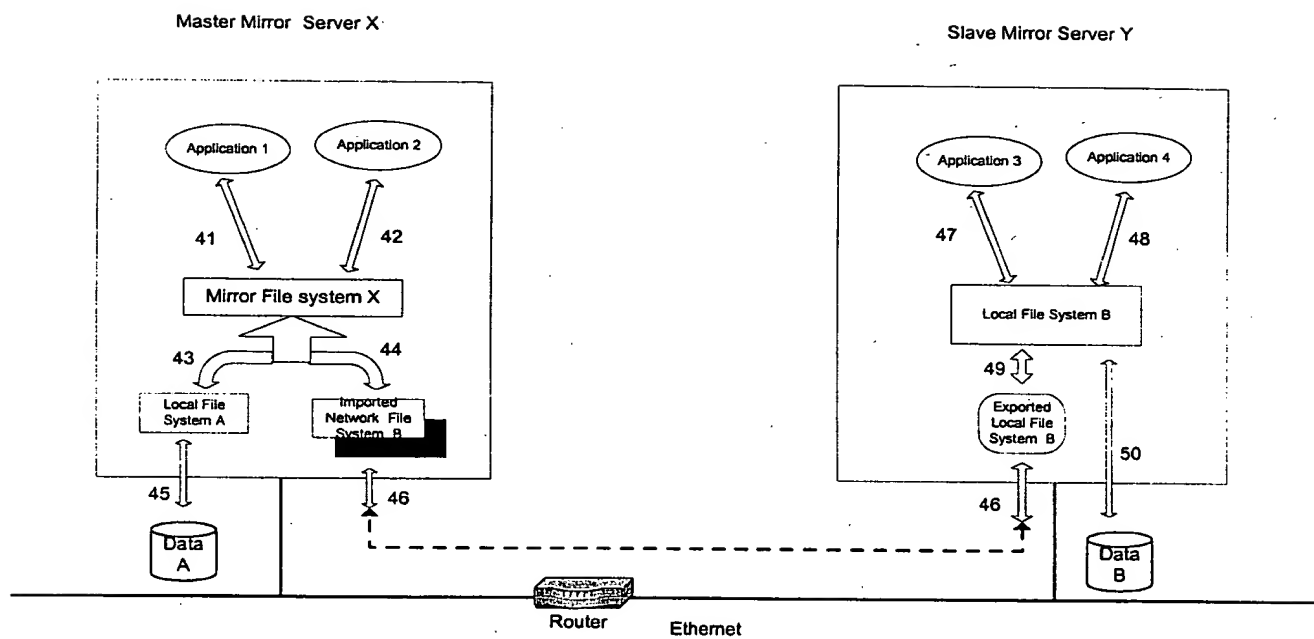 Master Mirror Server X
Slave Mirror Server Y
Application 1
Application 2
Application 3
Application 4
41
42
47
48
Mirror File system X
Local File System B
43
44
49
Local File
System A
Imported
Network File
System B
Exported
Local File
System B
50
45
46
46
Data
A
Data
B
Router
Ethernet